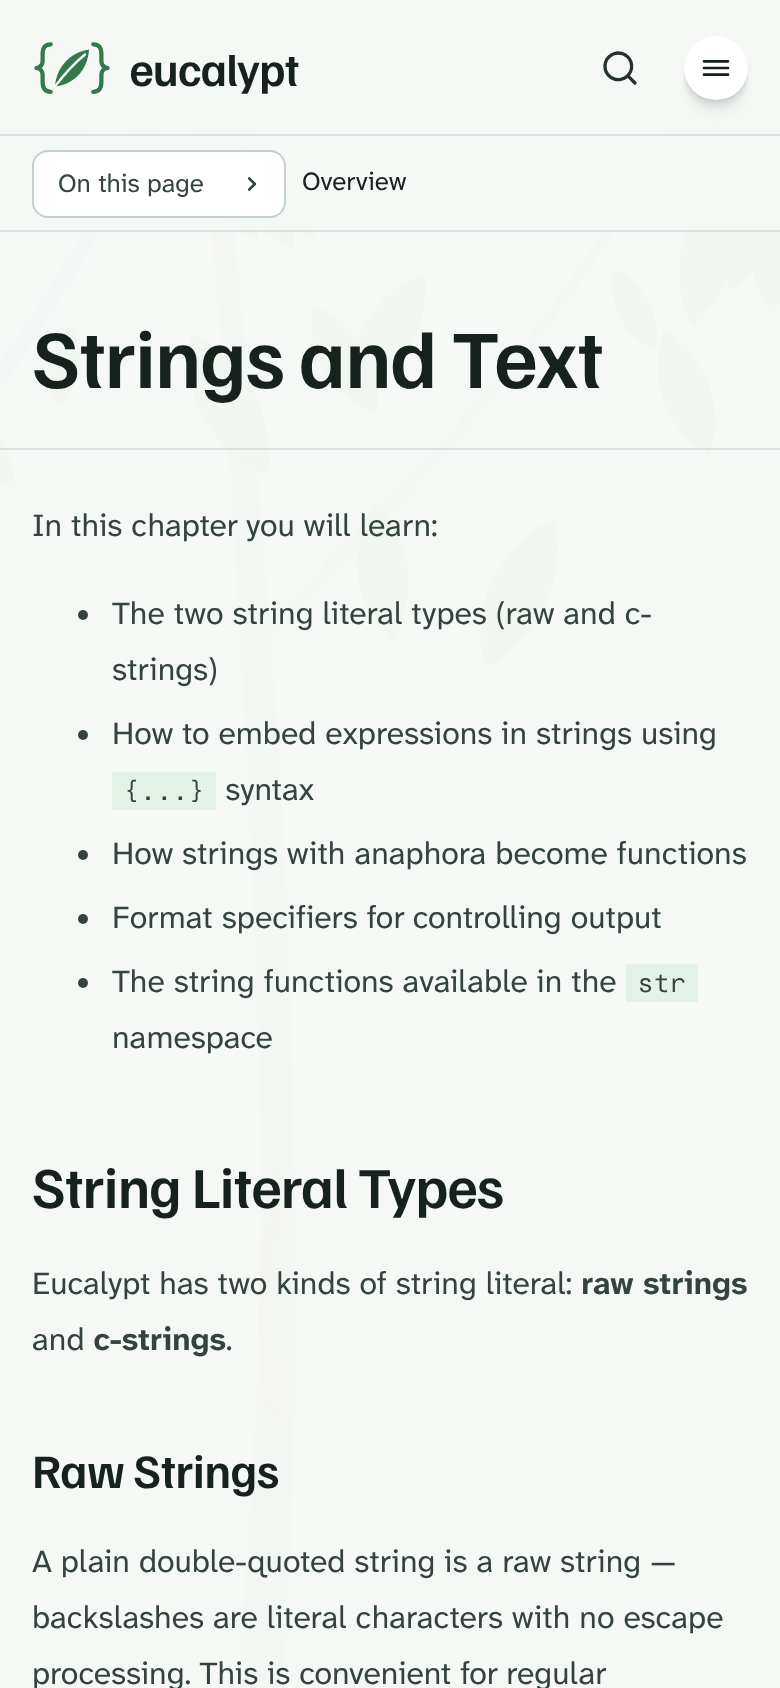 eucalypt
On this page
Overview
Strings and Text
In this chapter you will learn:
The two string literal types (raw and c-
strings)
How to embed expressions in strings using
{...} syntax
How strings with anaphora become functions
Format specifiers for controlling output
The string functions available in the str
namespace
String Literal Types
Eucalypt has two kinds of string literal: raw strings
and c-strings.
Raw Strings
A plain double-quoted string is a raw string —
backslashes are literal characters with no escape
processing. This is convenient for regular